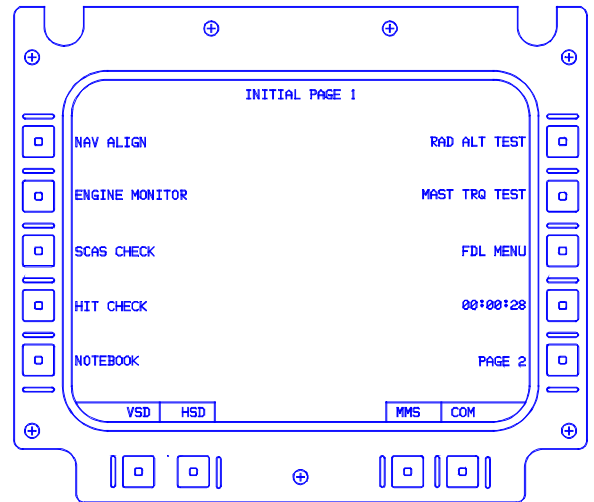 INITIAL PAGE 1
NAV ALIGN RAD ALT TEST
ENGINE MONITOR MAST TRQ TEST
SCAS CHECK FDL MENU
HIT CHECK 00:00:28
NOTEBOOK PAGE 2
VSD HSD MMS COM